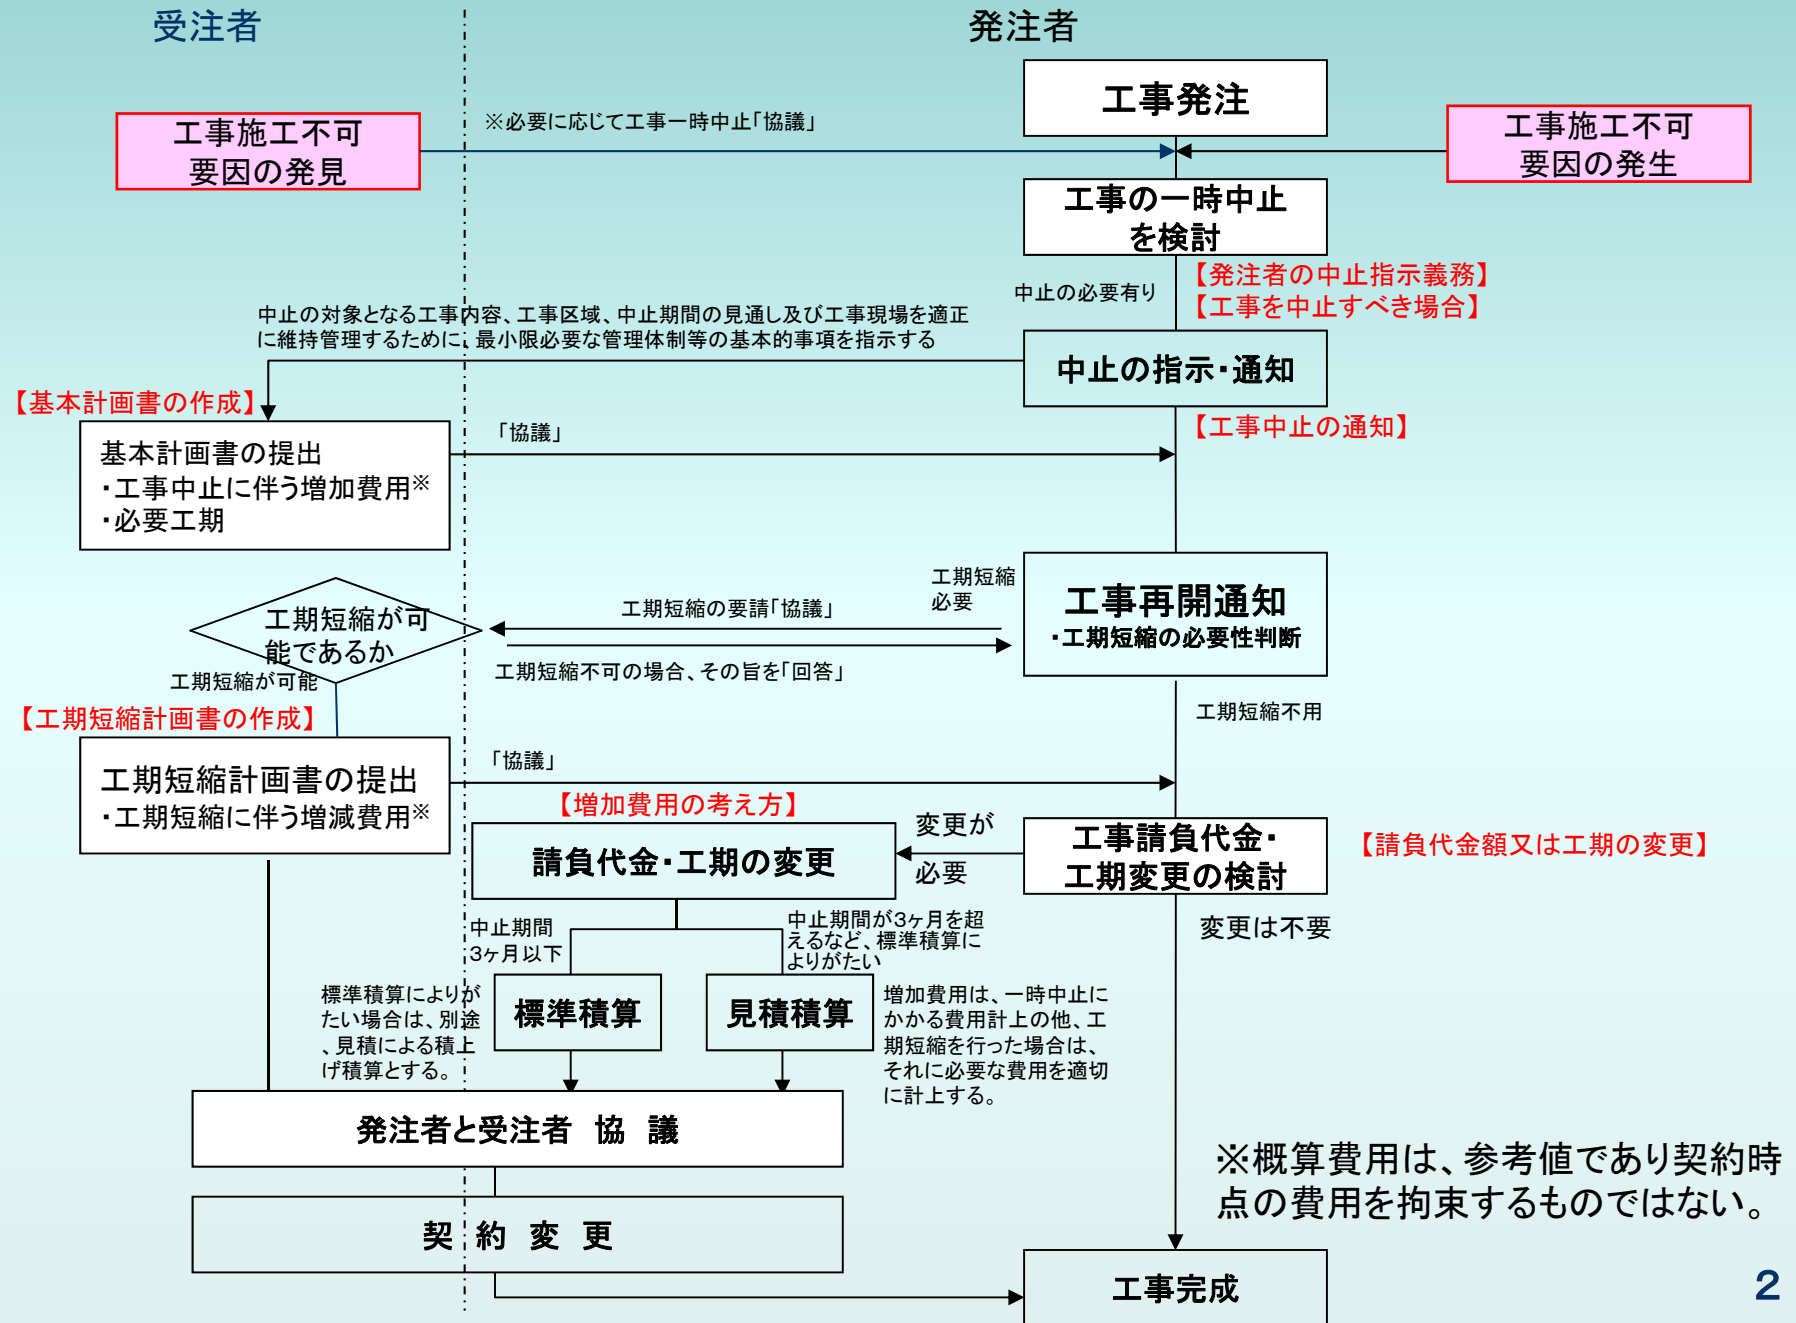 受注者
発注者
工事発注
工事施工不可
要因の発見
※必要に応じて工事一時中止「協議」
工事施工不可
要因の発生
工事の一時中止
を検討
中止の必要有り
【発注者の中止指示義務】
【工事を中止すべき場合】
中止の対象となる工事内容、工事区域、中止期間の見通し及び工事現場を適正
に維持管理するために、最小限必要な管理体制等の基本的事項を指示する
中止の指示・通知
【基本計画書の作成】
【工事中止の通知】
基本計画書の提出
・工事中止に伴う増加費用※
・必要工期
「協議」
工期短縮
必要
工事再開通知
・工期短縮の必要性判断
工期短縮の要請「協議」
工期短縮が可
能であるか
工期短縮不可の場合、その旨を「回答」
工期短縮が可能
【工期短縮計画書の作成】
工期短縮不用
工期短縮計画書の提出
・工期短縮に伴う増減費用※
「協議」
【増加費用の考え方】
変更が
必要
工事請負代金・
工期変更の検討
【請負代金額又は工期の変更】
請負代金・工期の変更
変更は不要
中止期間
3ヶ月以下
中止期間が3ヶ月を超
えるなど、標準積算に
よりがたい
標準積算によりが
たい場合は、別途
、見積による積上
げ積算とする。
標準積算
見積積算
増加費用は、一時中止に
かかる費用計上の他、工
期短縮を行った場合は、
それに必要な費用を適切
に計上する。
発注者と受注者 協 議
契 約 変 更
※概算費用は、参考値であり契約時
点の費用を拘束するものではない。
工事完成
2